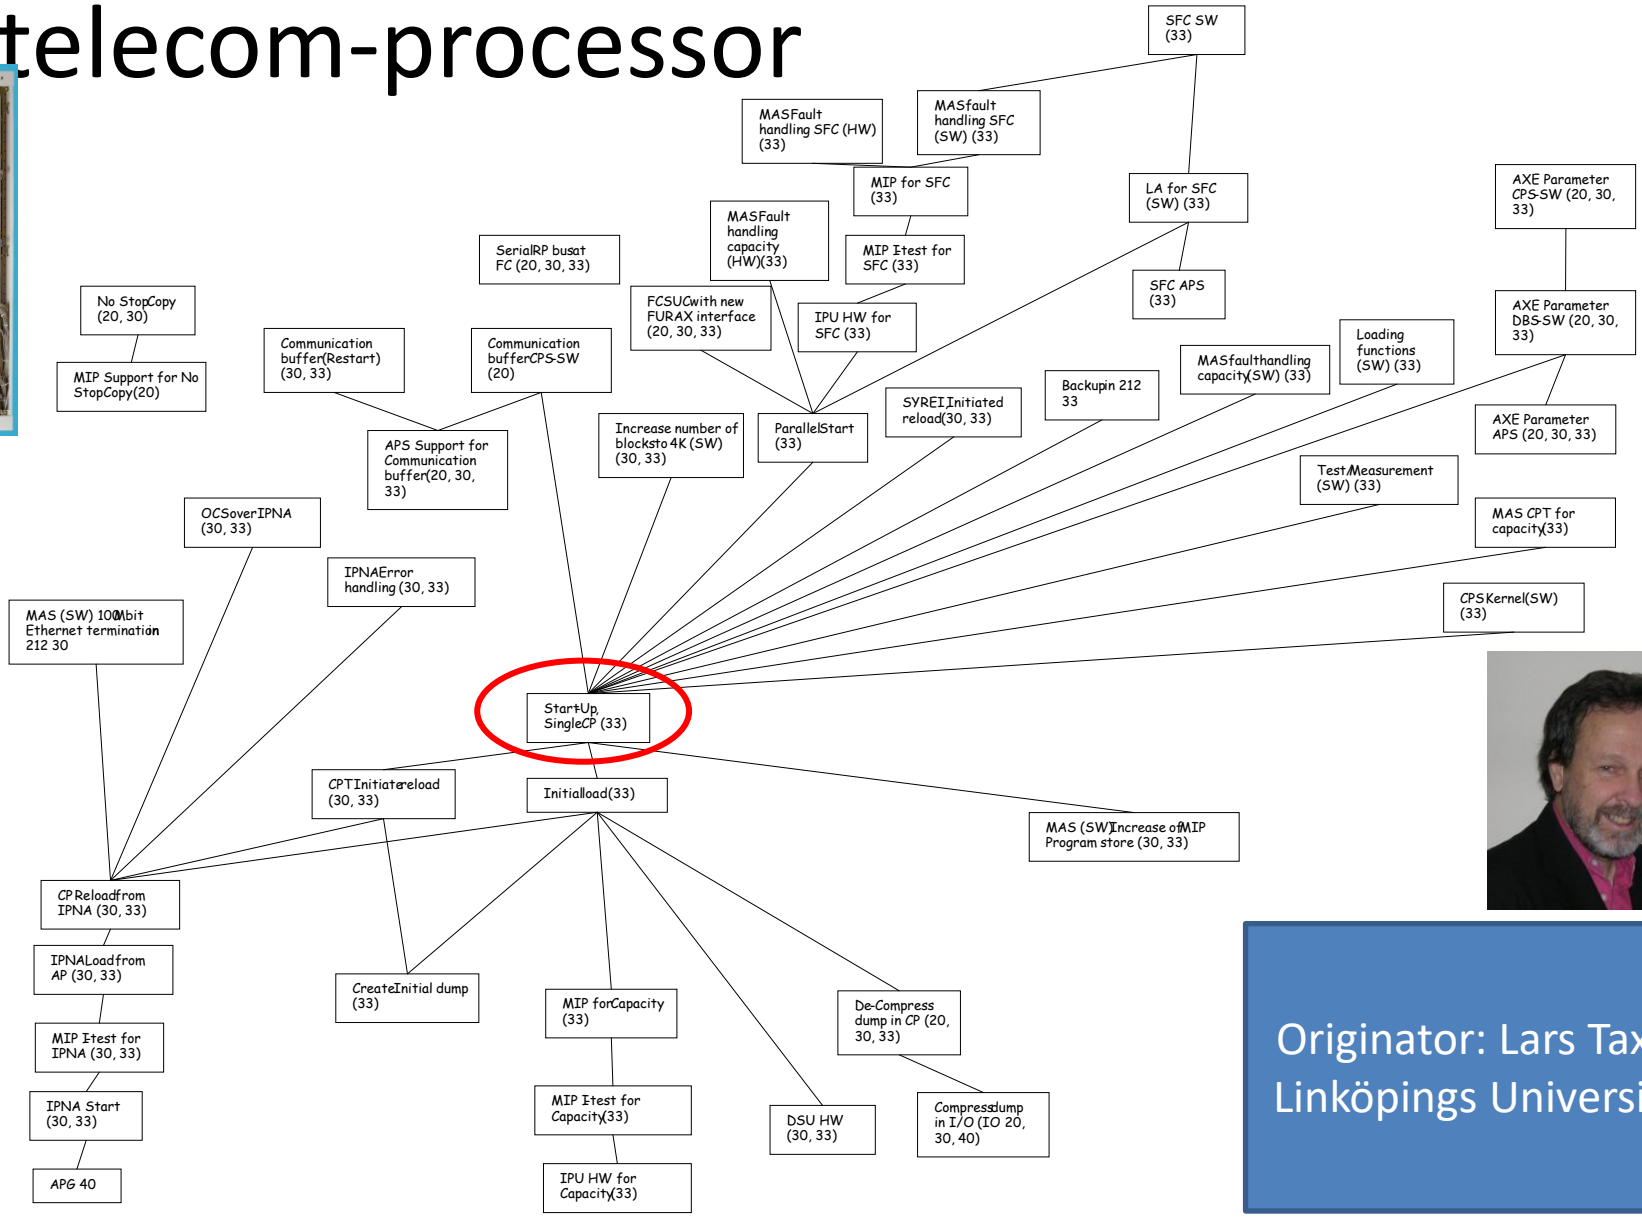 telecom-processor
SFC SW
(33)
MASFault
handling SFC (HW)
(33)
MASfault
handling SFC
(SW) (33)
MIP for SFC
(33)
LA for SFC
(SW) (33)
AXE Parameter
CPS-SW (20, 30,
33)
MASFault
handling
capacity
(HW)(33)
SerialRP busat
FC (20, 30, 33)
MIP I-test for
SFC (33)
SFC APS
(33)
No StopCopy
(20, 30)
FCSUCwith new
FURAX interface
(20, 30, 33)
IPU HW for
SFC (33)
AXE Parameter
DBS-SW (20, 30,
33)
Communication
buffer(Restart)
(30, 33)
Communication
bufferCPS-SW
(20)
Loading
functions
(SW) (33)
MASfaulthandling
capacity(SW) (33)
MIP Support for No
StopCopy(20)
Backupin 212
33
SYREI,Initiated
reload(30, 33)
Increase number of
blocksto 4K (SW)
(30, 33)
ParallelStart
(33)
AXE Parameter
APS (20, 30, 33)
APS Support for
Communication
buffer(20, 30,
33)
Test/Measurement
(SW) (33)
OCSoverIPNA
(30, 33)
MAS CPT for
capacity(33)
IPNAError
handling (30, 33)
CPSKernel(SW)
(33)
MAS (SW) 100Mbit
Ethernet termination
212 30
Start-Up,
SingleCP (33)
CPTInitiatereload
(30, 33)
Initialload(33)
MAS (SW)Increase ofMIP
Program store (30, 33)
CPReloadfrom
IPNA (30, 33)
IPNALoadfrom
AP (30, 33)
CreateInitial dump
(33)
MIP forCapacity
(33)
De-Compress
dump in CP (20,
30, 33)
MIP I-test for
IPNA (30, 33)
IPNA Start
(30, 33)
MIP I-test for
Capacity(33)
DSU HW
(30, 33)
Compressdump
in I/O (IO 20,
30, 40)
APG 40
IPU HW for
Capacity(33)
Originator: Lars Tax
Linköpings Universi